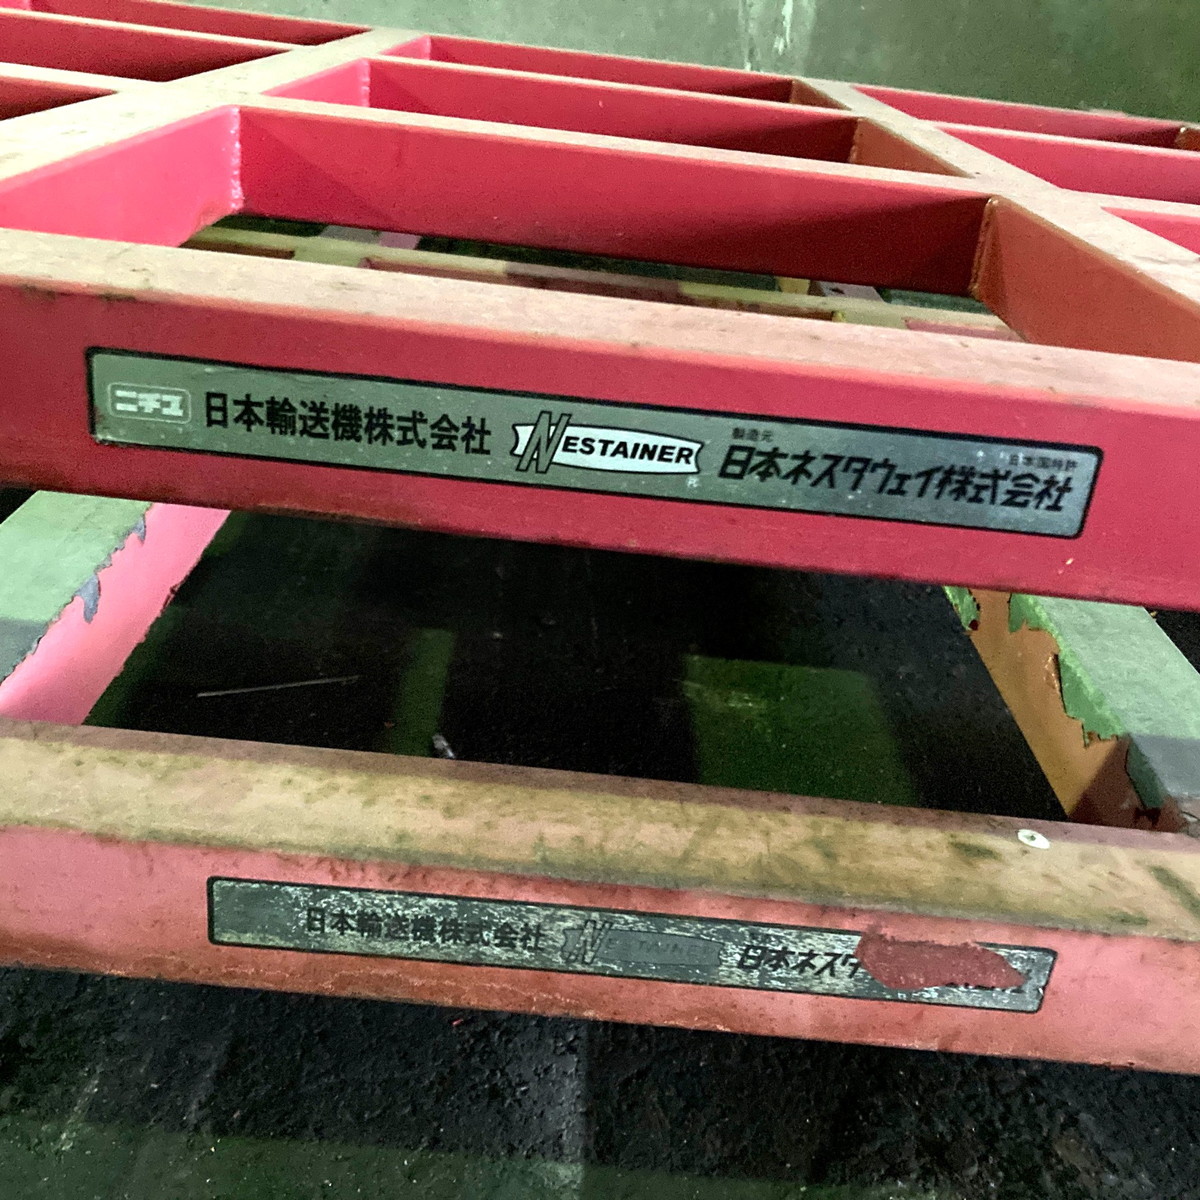 ニチユ 日本輸送機株式会社 NESTAINER 製造元 日本国特許
日本ネスタウェイ株式会社
日本輸送機株式会社 NESTAINER 日本ネスタ